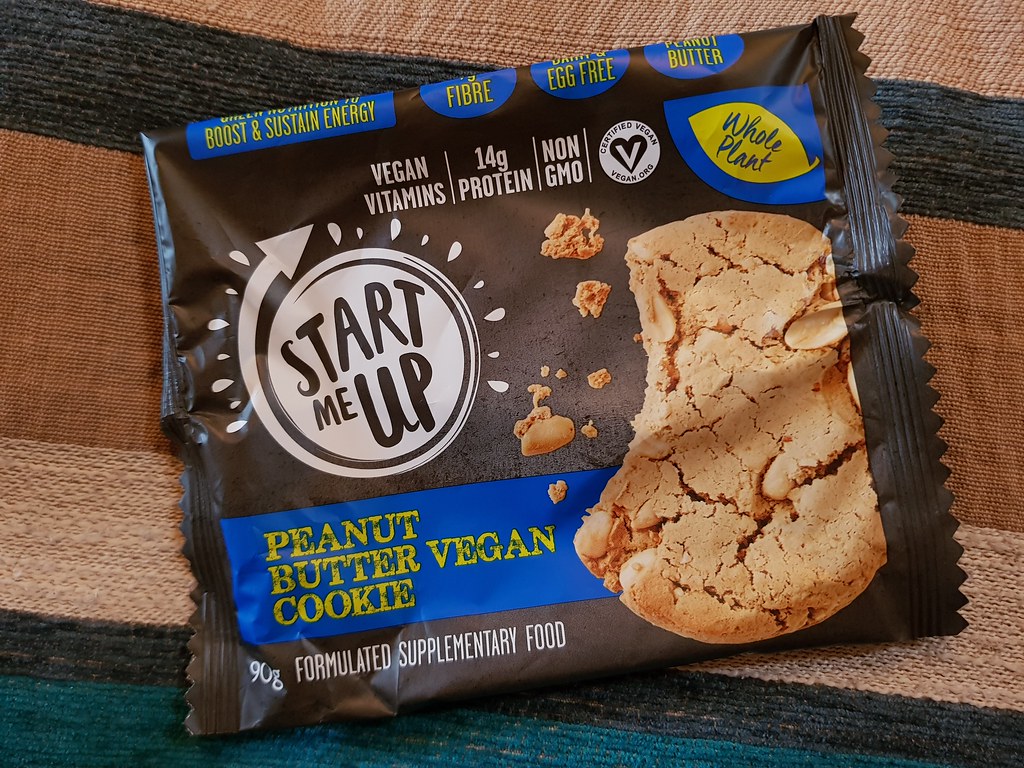 BOOST & SUSTAIN ENERGY
FIBRE
EGG FREE
PEANUT
BUTTER
VEGAN
VITAMINS
14g
PROTEIN
NON
GMO
CERTIFIED VEGAN
VEGAN.ORG
Whole
Plant
START
ME UP
PEANUT
BUTTER VEGAN
COOKIE
90g FORMULATED SUPPLEMENTARY FOOD